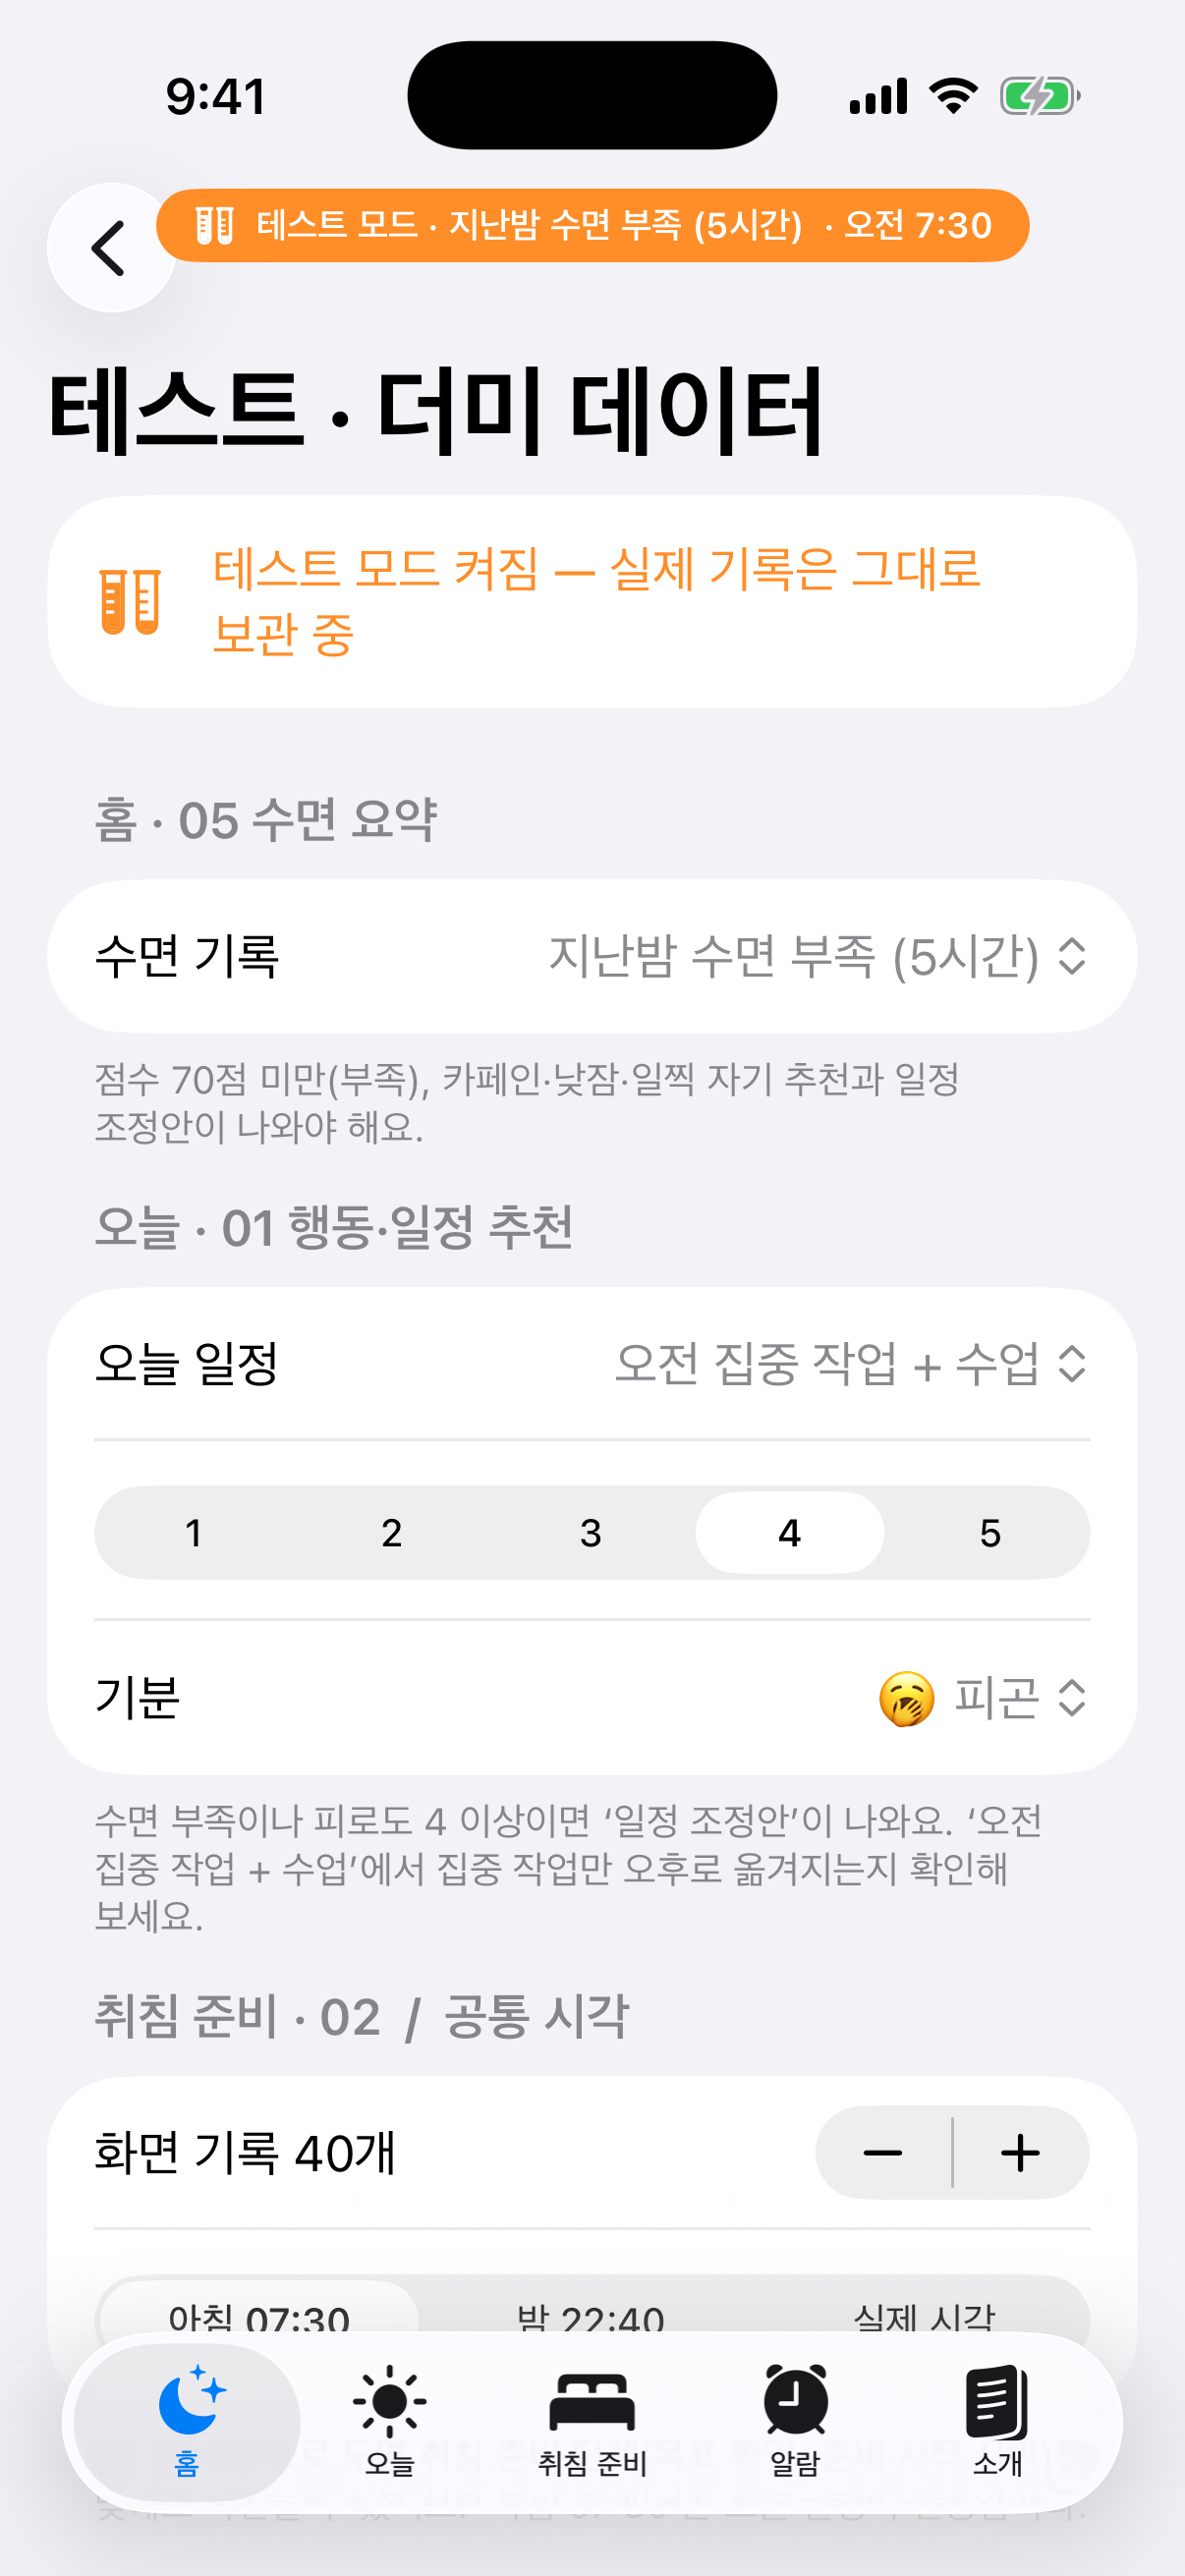 9:41
테스트 모드 · 지난밤 수면 부족 (5시간) · 오전 7:30
테스트 · 더미 데이터
테스트 모드 켜짐 — 실제 기록은 그대로
보관 중
홈 · 05 수면 요약
수면 기록 지난밤 수면 부족 (5시간)
점수 70점 미만(부족), 카페인·낮잠·일찍 자기 추천과 일정
조정안이 나와야 해요.
오늘 · 01 행동·일정 추천
오늘 일정 오전 집중 작업 + 수업
1 2 3 4 5
기분 🥱 피곤
수면 부족이나 피로도 4 이상이면 ‘일정 조정안’이 나와요. ‘오전
집중 작업 + 수업’에서 집중 작업만 오후로 옮겨지는지 확인해
보세요.
취침 준비 · 02 / 공통 시각
화면 기록 40개
아침 07:30 밤 22:40 실제 시각
홈 오늘 취침 준비 알람 소개